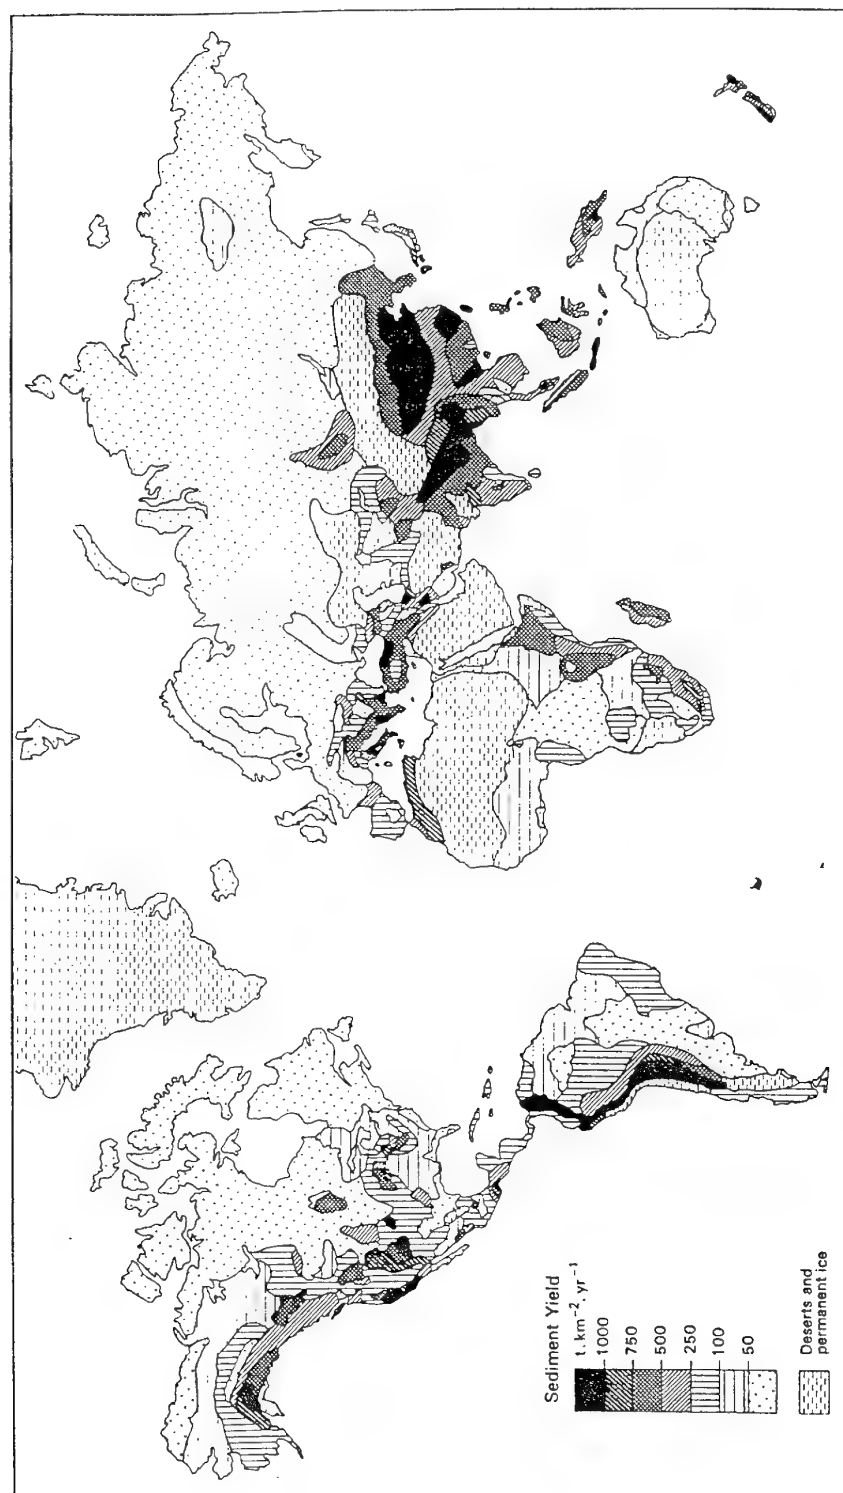 Sediment Yield
t. km⁻². yr⁻¹
1000
750
500
250
100
50
Deserts and
permanent ice